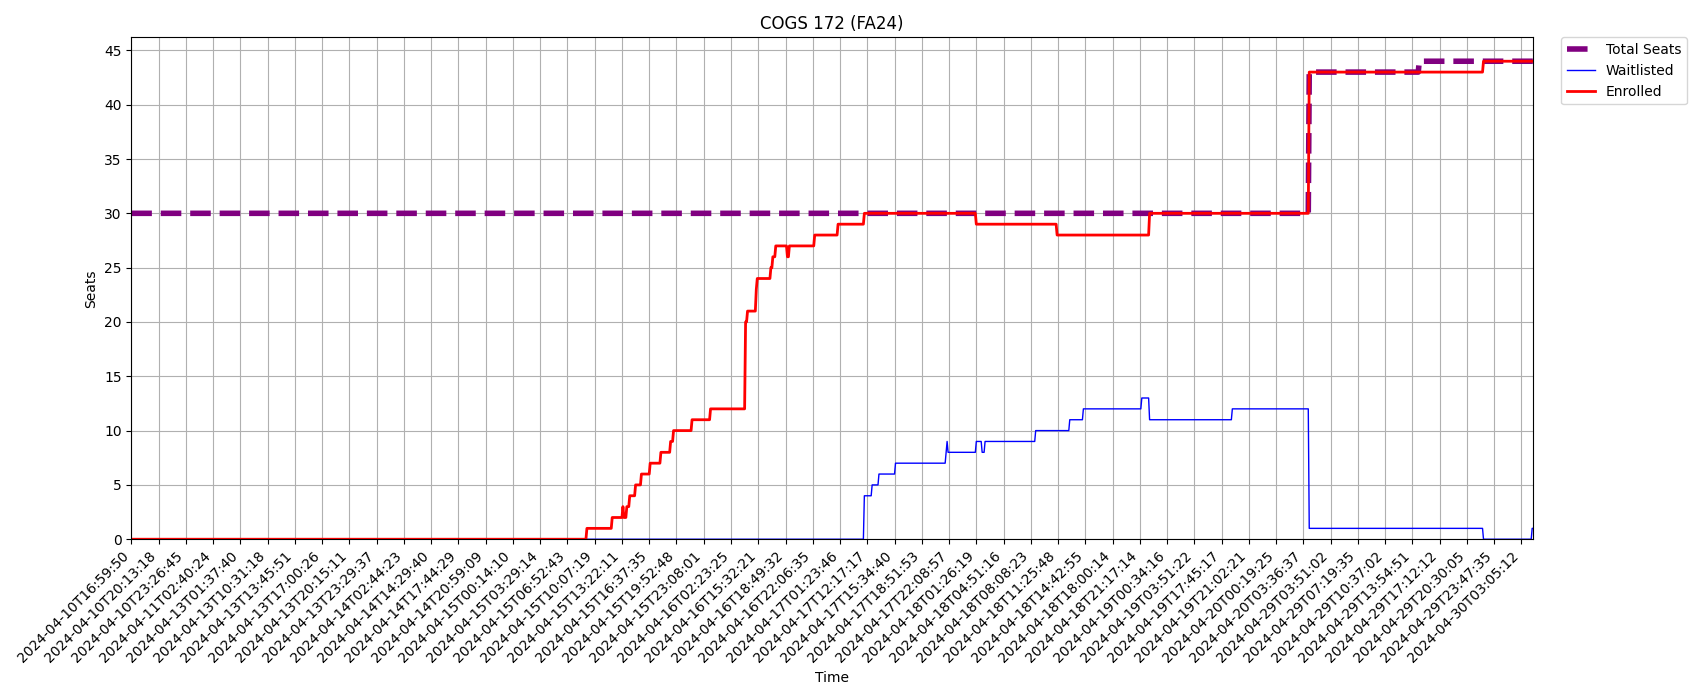 COGS 172 (FA24)
Total Seats
Waitlisted
Enrolled
Seats
45
40
35
30
25
20
15
10
5
0
2024-04-10T16:59:50
2024-04-10T20:13:18
2024-04-10T23:26:45
2024-04-11T02:40:24
2024-04-13T01:37:40
2024-04-13T10:31:18
2024-04-13T13:45:51
2024-04-13T17:00:26
2024-04-13T20:15:11
2024-04-13T23:29:37
2024-04-14T02:44:23
2024-04-14T14:29:40
2024-04-14T17:44:29
2024-04-14T20:59:09
2024-04-15T00:14:10
2024-04-15T03:29:14
2024-04-15T06:52:43
2024-04-15T10:07:19
2024-04-15T13:22:11
2024-04-15T16:37:35
2024-04-15T19:52:48
2024-04-15T23:08:01
2024-04-16T02:23:25
2024-04-16T15:32:21
2024-04-16T18:49:32
2024-04-16T22:06:35
2024-04-17T01:23:46
2024-04-17T12:17:17
2024-04-17T15:34:40
2024-04-17T18:51:53
2024-04-17T22:08:57
2024-04-18T01:26:19
2024-04-18T04:51:16
2024-04-18T08:08:23
2024-04-18T11:25:48
2024-04-18T14:42:55
2024-04-18T18:00:14
2024-04-18T21:17:14
2024-04-19T00:34:16
2024-04-19T03:51:22
2024-04-19T17:45:17
2024-04-19T21:02:21
2024-04-20T00:19:25
2024-04-20T03:36:37
2024-04-29T03:51:02
2024-04-29T07:19:35
2024-04-29T10:37:02
2024-04-29T13:54:51
2024-04-29T17:12:12
2024-04-29T20:30:05
2024-04-29T23:47:35
2024-04-30T03:05:12
Time